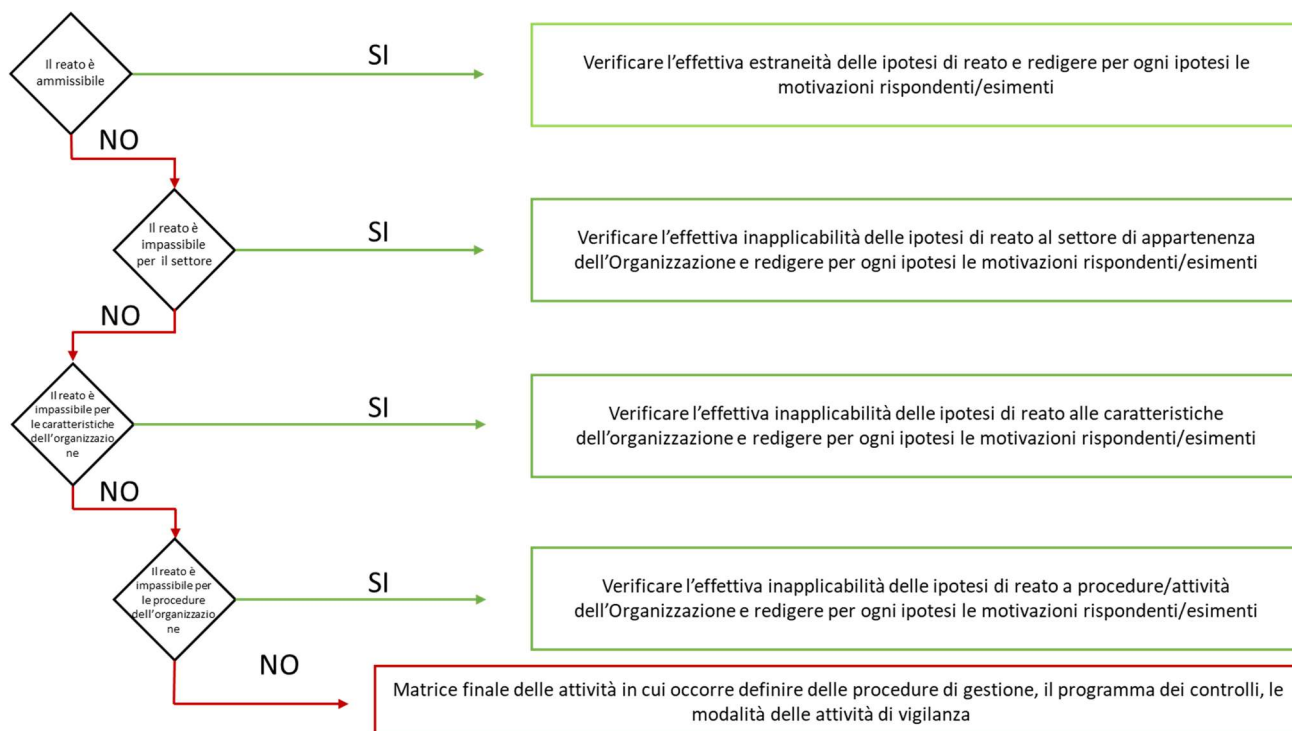 Il reato è
ammissibile
SI
Verificare l’effettiva estraneità delle ipotesi di reato e redigere per ogni ipotesi le
motivazioni rispondenti/esimenti
NO
Il reato è
impassibile
per il settore
SI
Verificare l’effettiva inapplicabilità delle ipotesi di reato al settore di appartenenza
dell’Organizzazione e redigere per ogni ipotesi le motivazioni rispondenti/esimenti
NO
Il reato è
impassibile per
le caratteristiche
dell’organizzazio
ne
SI
Verificare l’effettiva inapplicabilità delle ipotesi di reato alle caratteristiche
dell’organizzazione e redigere per ogni ipotesi le motivazioni rispondenti/esimenti
NO
Il reato è
impassibile per
le procedure
dell’organizzazio
ne
SI
Verificare l’effettiva inapplicabilità delle ipotesi di reato a procedure/attività
dell’Organizzazione e redigere per ogni ipotesi le motivazioni rispondenti/esimenti
NO
Matrice finale delle attività in cui occorre definire delle procedure di gestione, il programma dei controlli, le
modalità delle attività di vigilanza